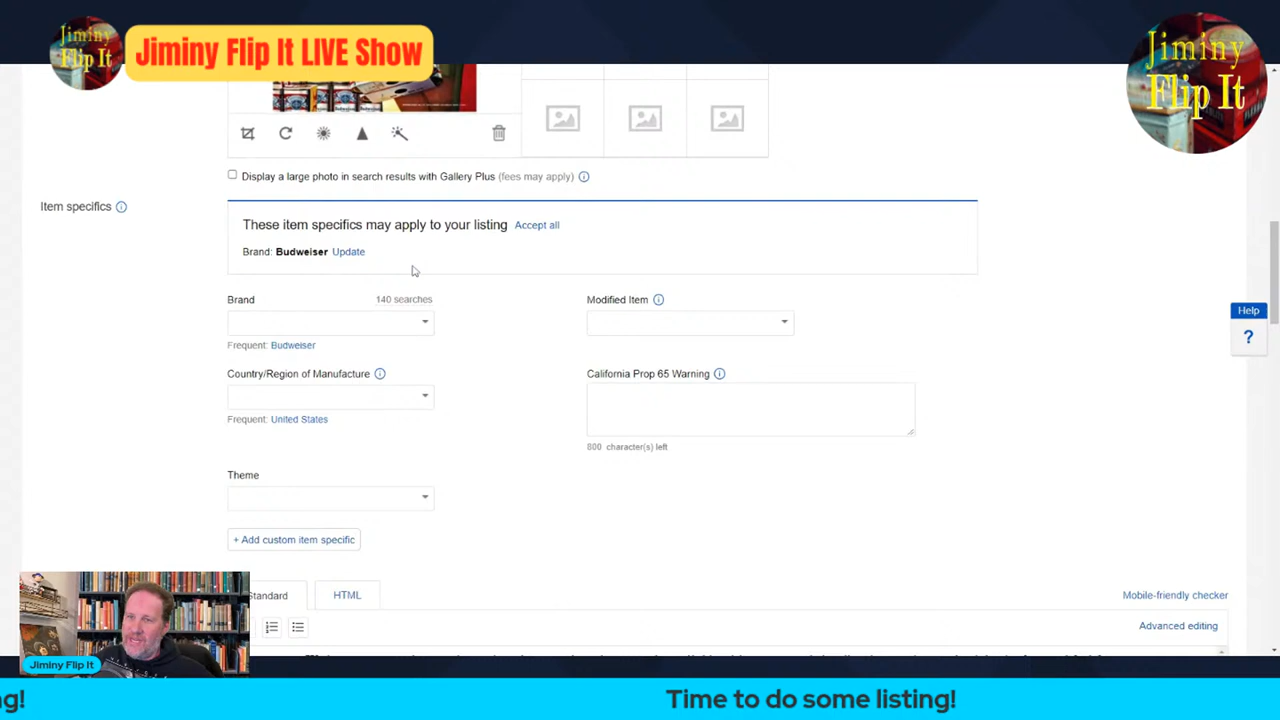 Jiminy
Flip It
Jiminy Flip It LIVE Show
Jiminy
Flip It
Display a large photo in search results with Gallery Plus (fees may apply)
Item specifics
These item specifics may apply to your listing Accept all
Brand: Budweiser Update
Brand 140 searches
Modified Item
Frequent: Budweiser
Country/Region of Manufacture
California Prop 65 Warning
Frequent: United States
800 character(s) left
Theme
+ Add custom item specific
Help
?
Standard
HTML
Mobile-friendly checker
Advanced editing
Jiminy Flip It
g!
Time to do some listing!